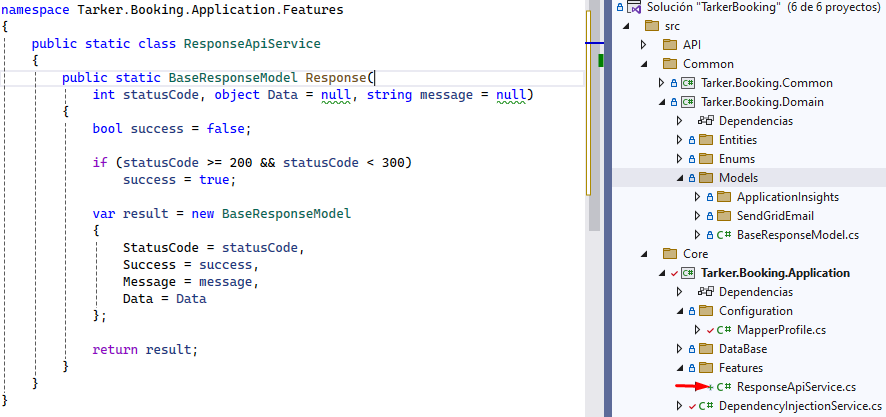 namespace Tarker.Booking.Application.Features
{
    public static class ResponseApiService
    {
        public static BaseResponseModel Response(
            int statusCode, object Data = null, string message = null)
        {
            bool success = false;

            if (statusCode >= 200 && statusCode < 300)
                success = true;

            var result = new BaseResponseModel
            {
                StatusCode = statusCode,
                Success = success,
                Message = message,
                Data = Data
            };

            return result;
        }
    }
}
Solución "TarkerBooking" (6 de 6 proyectos)
src
API
Common
C# Tarker.Booking.Common
C# Tarker.Booking.Domain
Dependencias
Entities
Enums
Models
ApplicationInsights
SendGridEmail
C# BaseResponseModel.cs
Core
C# Tarker.Booking.Application
Dependencias
Configuration
C# MapperProfile.cs
DataBase
Features
+ C# ResponseApiService.cs
C# DependencyInjectionService.cs